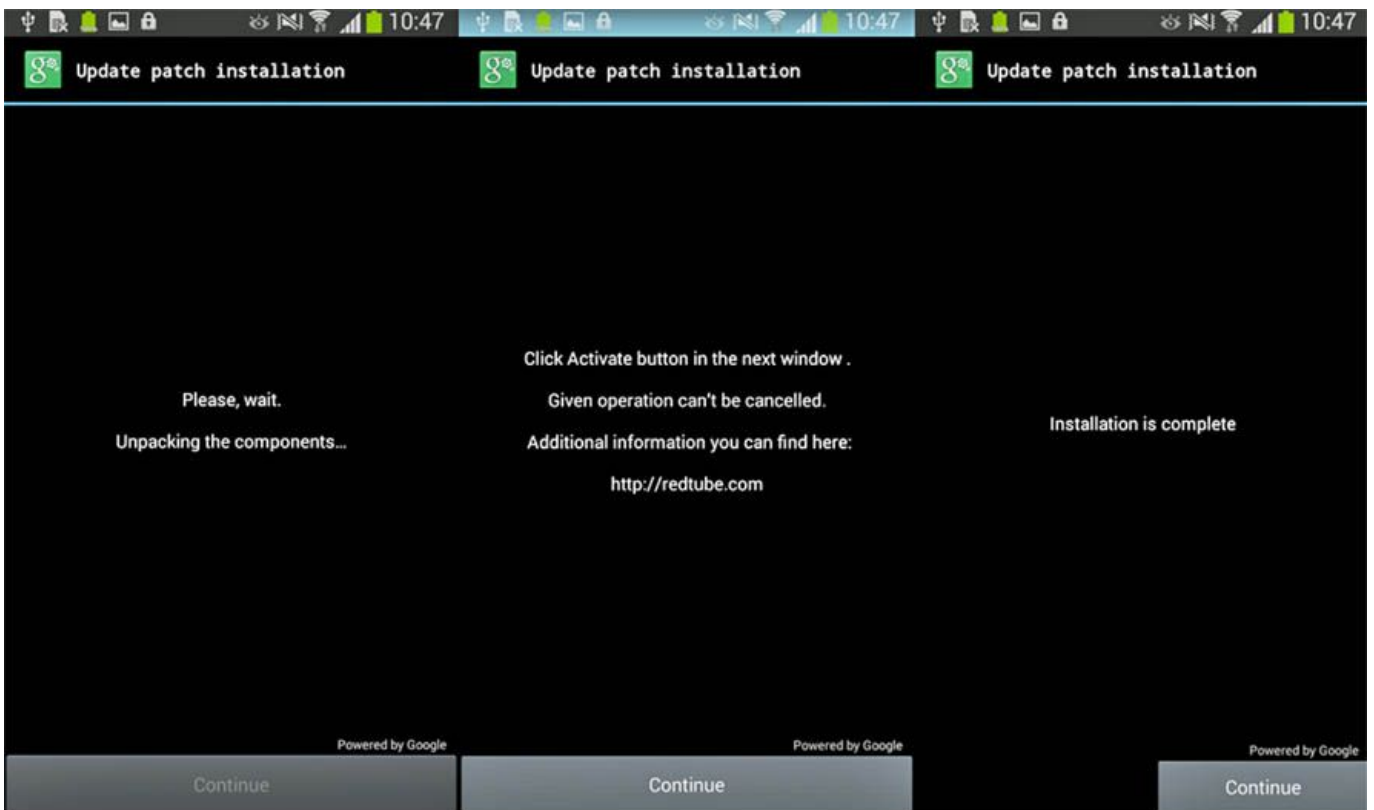 10:47
Update patch installation
Please, wait.
Unpacking the components...
Powered by Google
Continue
10:47
Update patch installation
Click Activate button in the next window .
Given operation can't be cancelled.
Additional information you can find here:
http://redtube.com
Powered by Google
Continue
10:47
Update patch installation
Installation is complete
Powered by Google
Continue